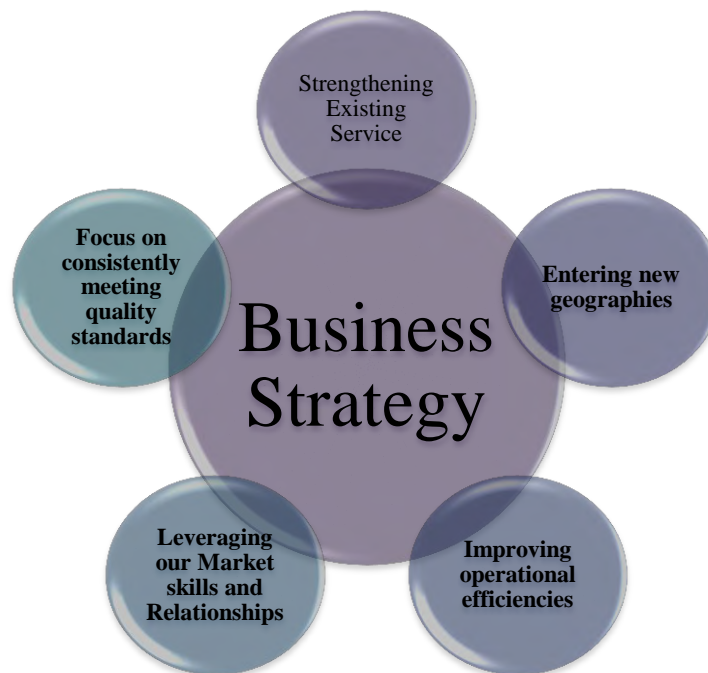 Strengthening
Existing
Service
Focus on
consistently
meeting
quality
standards
Entering new
geographies
Business
Strategy
Leveraging
our Market
skills and
Relationships
Improving
operational
efficiencies